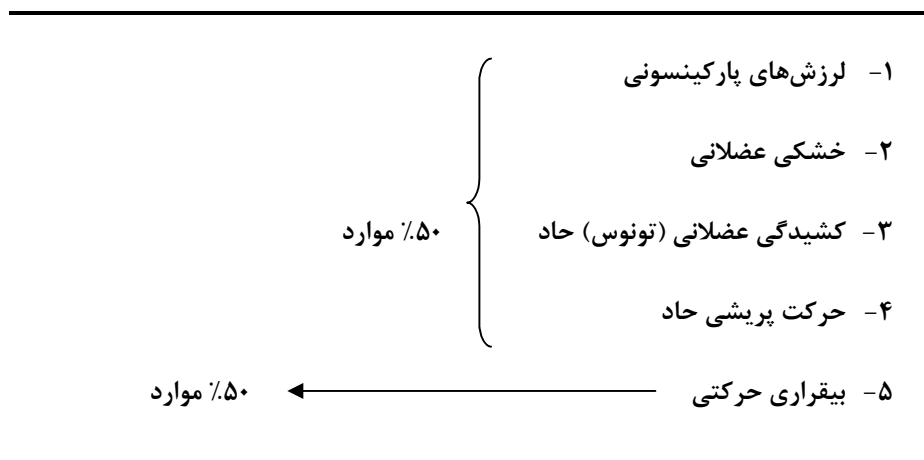 ۱- لرزش‌های پارکینسونی
۲- خشکی عضلانی
۳- کشیدگی عضلانی (تونوس) حاد
۵۰٪ موارد
۴- حرکت پریشی حاد
۵- بیقراری حرکتی
۵۰٪ موارد